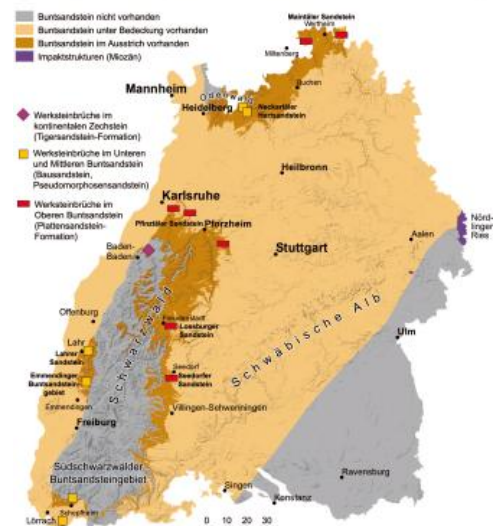 Buntsandstein nicht vorhanden
Buntsandstein unter Bedeckung vorhanden
Buntsandstein im Ausstrich vorhanden
Impaktstrukturen (Miozän)
Werksteinbrüche im
kontinentalen Zechstein
(Tigersandstein-Formation)
Werksteinbrüche im Unteren
und Mittleren Buntsandstein
(Bausandstein,
Pseudomorphosensandstein)
Werksteinbrüche im
Oberen Buntsandstein
(Plattensandstein-
Formation)
Maintäler Sandstein
Wertheim
Miltenberg
Buchen
Mannheim
Odenwald
Heidelberg
Neckartäler
Hartsandstein
Heilbronn
Karlsruhe
Pfinztäler Sandstein
Pforzheim
Nörd-
linger
Ries
Aalen
Stuttgart
Baden-
Baden
Schwarzwald
Schwäbische Alb
Offenburg
Freudenstadt
Lossburger
Sandstein
Ulm
Lahr
Lahrer
Sandstein
Seedorf
Seedorfer
Sandstein
Emmendinger
Buntsandstein-
gebiet
Emmendingen
Villingen-Schwenningen
Freiburg
Südschwarzwälder
Buntsandsteingebiet
Ravensburg
Singen
Konstanz
Schopfheim
Lörrach
0 10 20 30